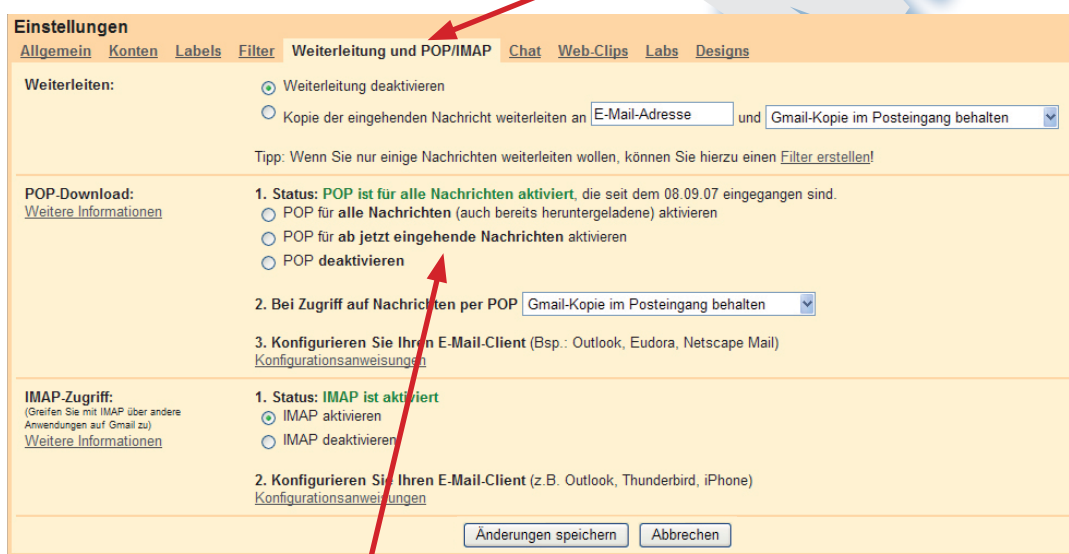 Einstellungen
Allgemein Konten Labels Filter Weiterleitung und POP/IMAP Chat Web-Clips Labs Designs
Weiterleiten:
Weiterleitung deaktivieren
Kopie der eingehenden Nachricht weiterleiten an E-Mail-Adresse und Gmail-Kopie im Posteingang behalten
Tipp: Wenn Sie nur einige Nachrichten weiterleiten wollen, können Sie hierzu einen Filter erstellen!
POP-Download:
Weitere Informationen
1. Status: POP ist für alle Nachrichten aktiviert, die seit dem 08.09.07 eingegangen sind.
POP für alle Nachrichten (auch bereits heruntergeladene) aktivieren
POP für ab jetzt eingehende Nachrichten aktivieren
POP deaktivieren
2. Bei Zugriff auf Nachrichten per POP Gmail-Kopie im Posteingang behalten
3. Konfigurieren Sie Ihren E-Mail-Client (Bsp.: Outlook, Eudora, Netscape Mail)
Konfigurationsanweisungen
IMAP-Zugriff:
(Greifen Sie mit IMAP über andere
Anwendungen auf Gmail zu)
Weitere Informationen
1. Status: IMAP ist aktiviert
IMAP aktivieren
IMAP deaktivieren
2. Konfigurieren Sie Ihren E-Mail-Client (z.B. Outlook, Thunderbird, iPhone)
Konfigurationsanweisungen
Änderungen speichern Abbrechen